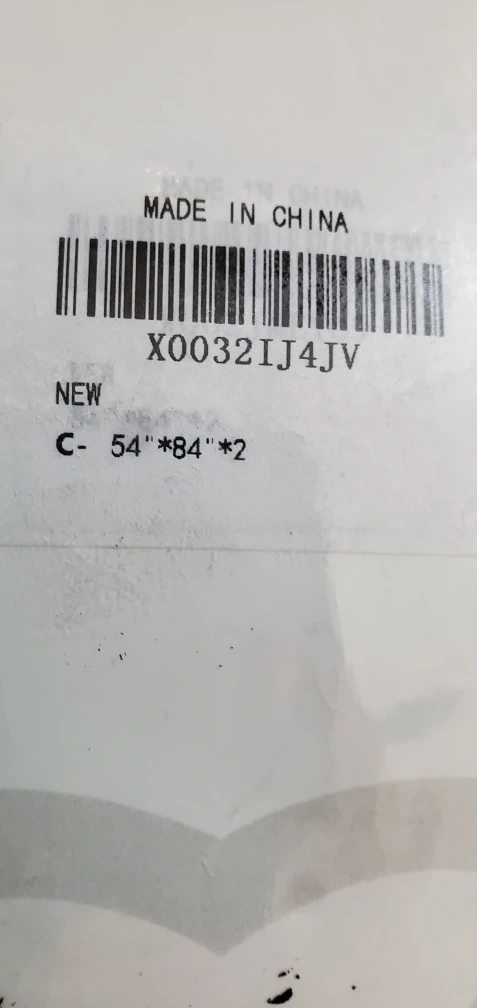 MADE IN CHINA
X0032IJ4JV
NEW
C- 54"*84"*2